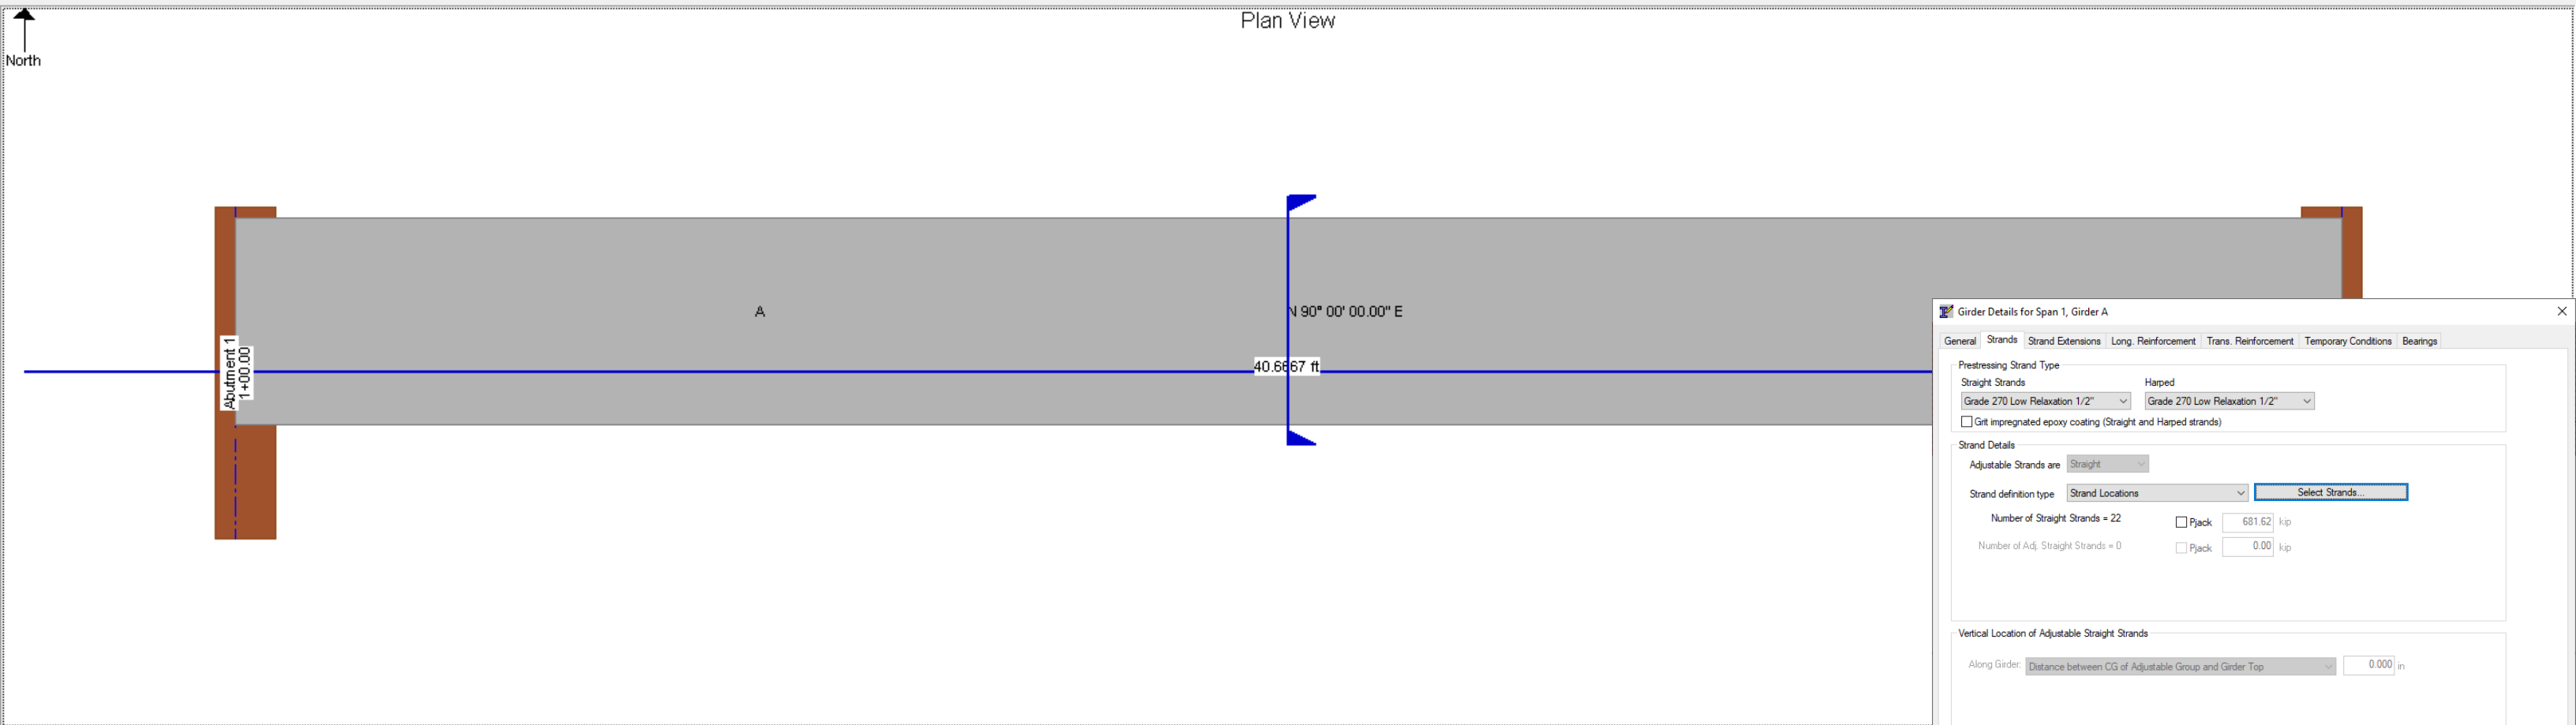 Plan View
North
A
N 90° 00' 00.00" E
40.6667 ft
Abutment 1
1+00.00
Girder Details for Span 1, Girder A
General Strands Strand Extensions Long. Reinforcement Trans. Reinforcement Temporary Conditions Bearings
Prestressing Strand Type
Straight Strands Harped
Grade 270 Low Relaxation 1/2" Grade 270 Low Relaxation 1/2"
Grit impregnated epoxy coating (Straight and Harped strands)
Strand Details
Adjustable Strands are Straight
Strand definition type Strand Locations Select Strands...
Number of Straight Strands = 22 Pjack 681.62 kip
Number of Adj. Straight Strands = 0 Pjack 0.00 kip
Vertical Location of Adjustable Straight Strands
Along Girder: Distance between CG of Adjustable Group and Girder Top 0.000 in